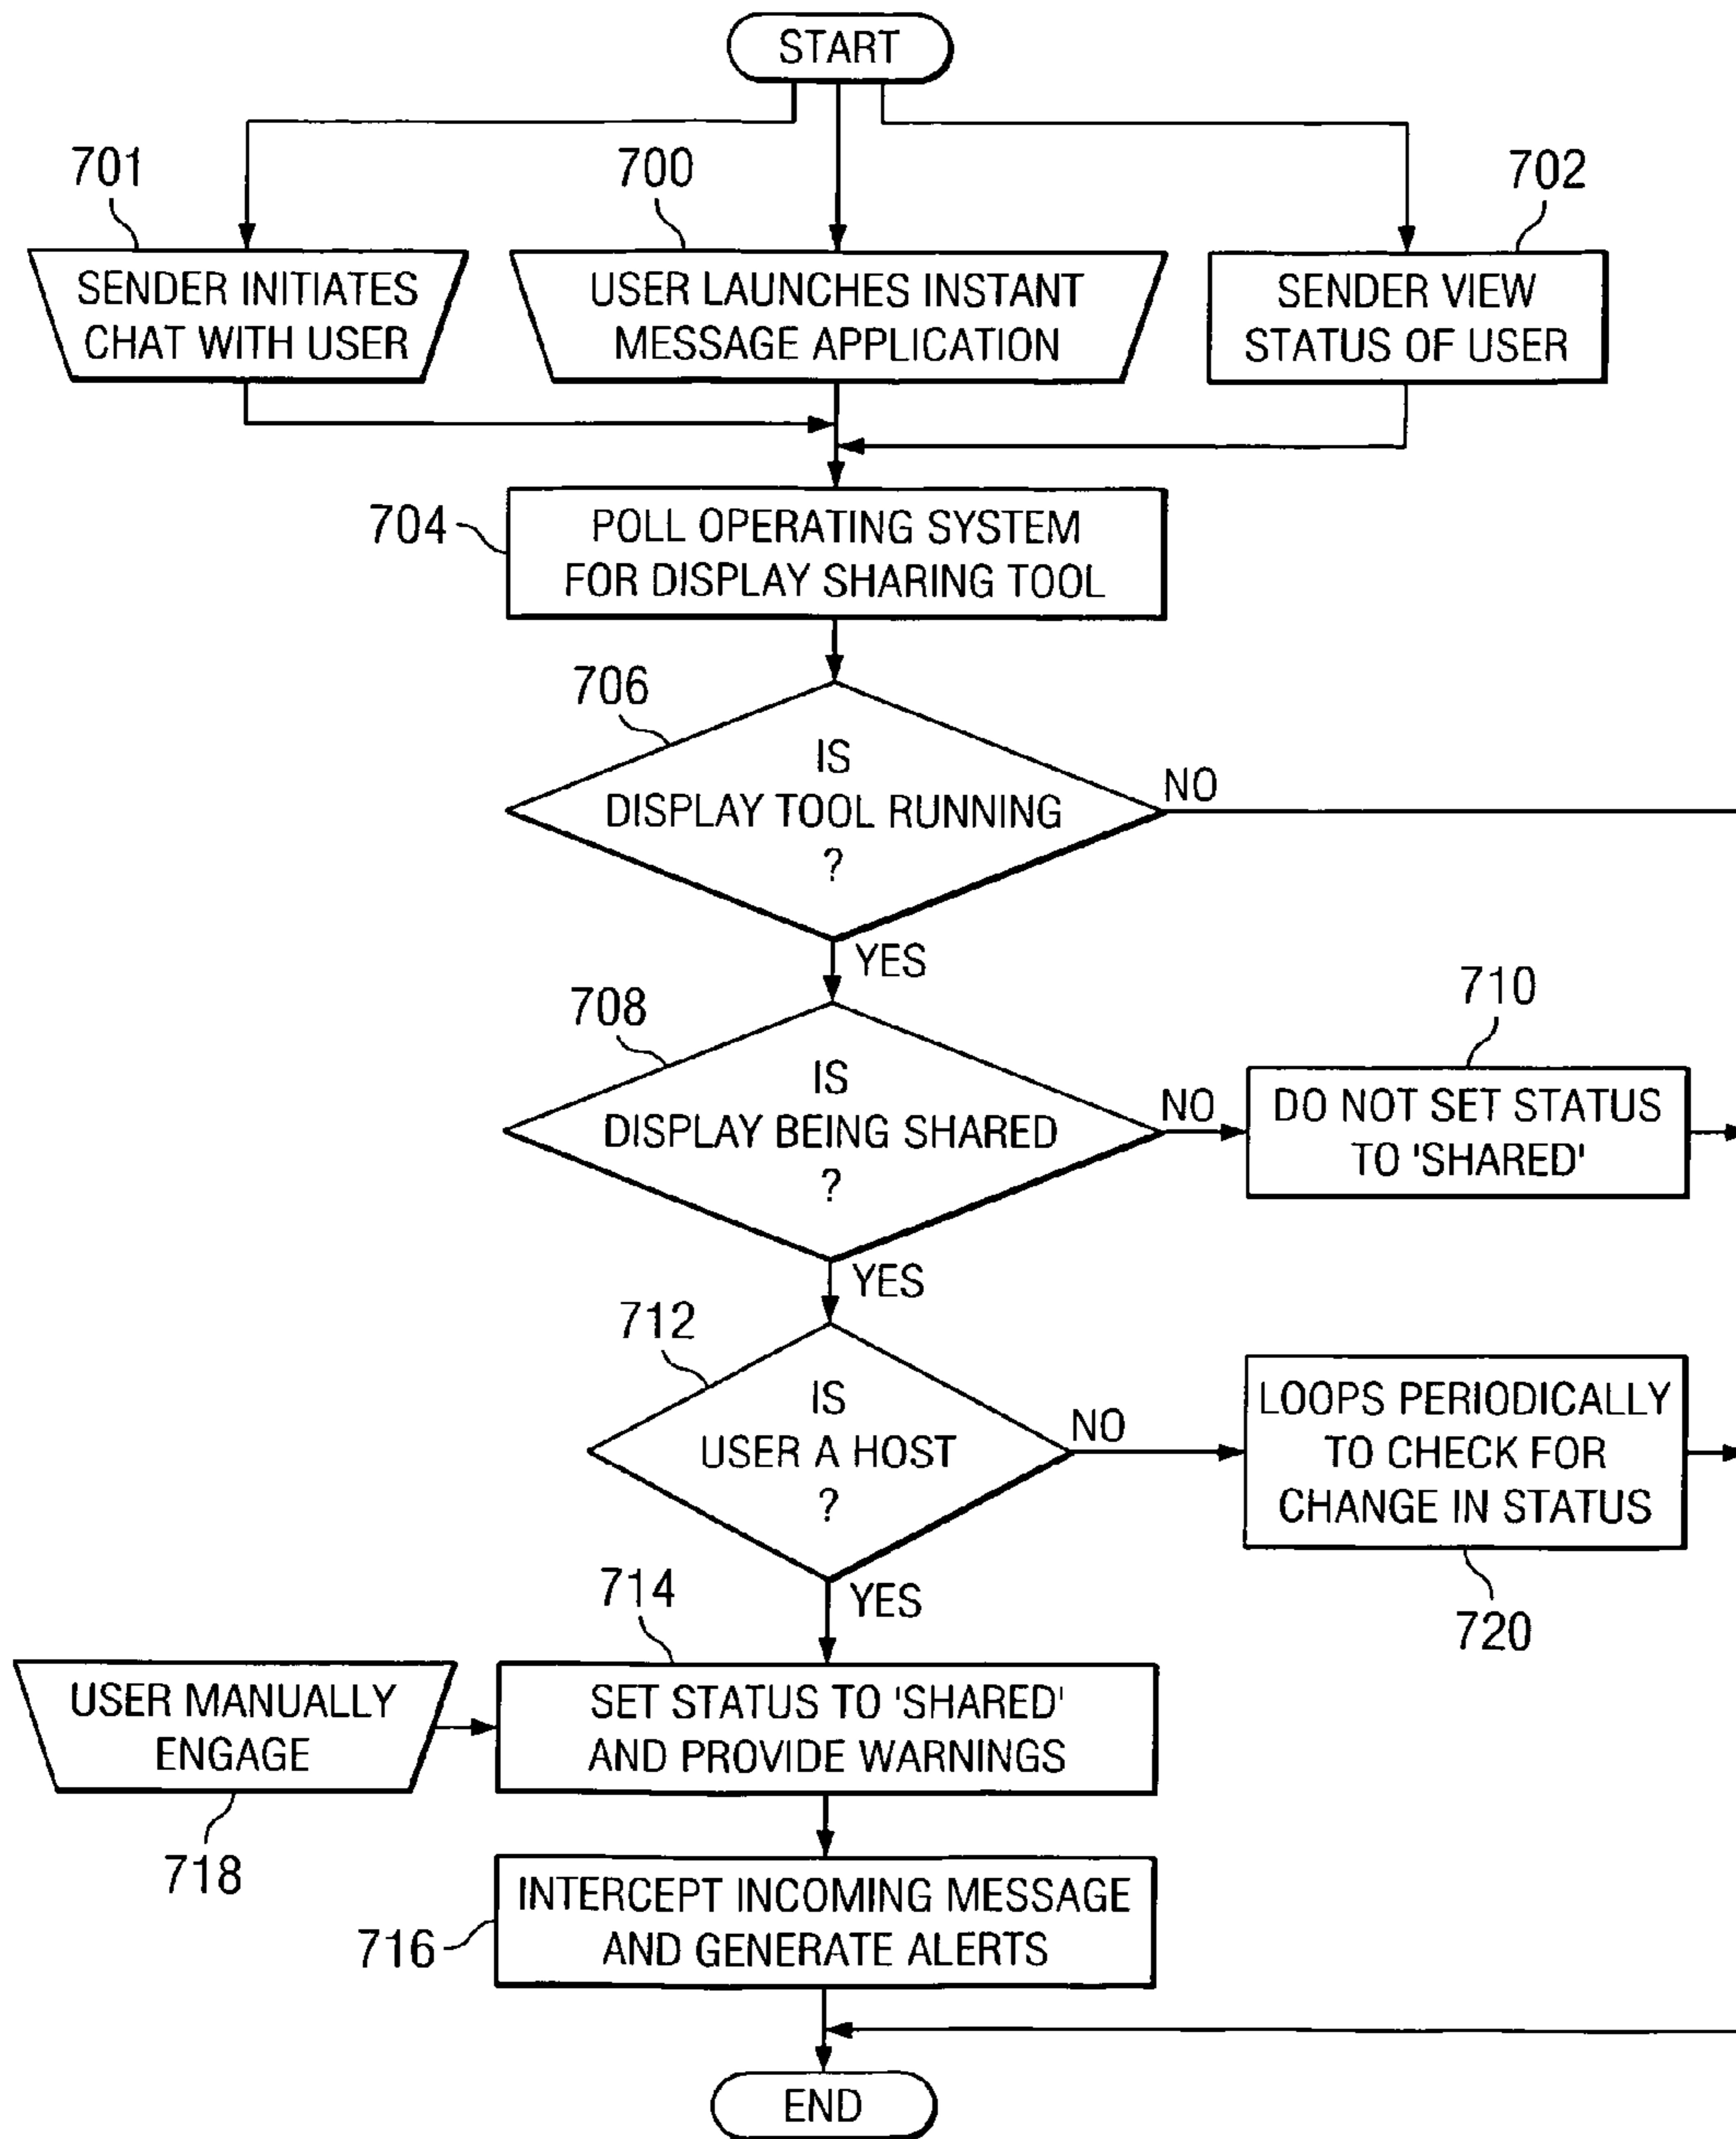 START
701
700
702
SENDER INITIATES
CHAT WITH USER
USER LAUNCHES INSTANT
MESSAGE APPLICATION
SENDER VIEW
STATUS OF USER
704
POLL OPERATING SYSTEM
FOR DISPLAY SHARING TOOL
706
IS
DISPLAY TOOL RUNNING
?
NO
YES
708
IS
DISPLAY BEING SHARED
?
NO
710
DO NOT SET STATUS
TO 'SHARED'
YES
712
IS
USER A HOST
?
NO
LOOPS PERIODICALLY
TO CHECK FOR
CHANGE IN STATUS
720
YES
714
USER MANUALLY
ENGAGE
718
SET STATUS TO 'SHARED'
AND PROVIDE WARNINGS
716
INTERCEPT INCOMING MESSAGE
AND GENERATE ALERTS
END